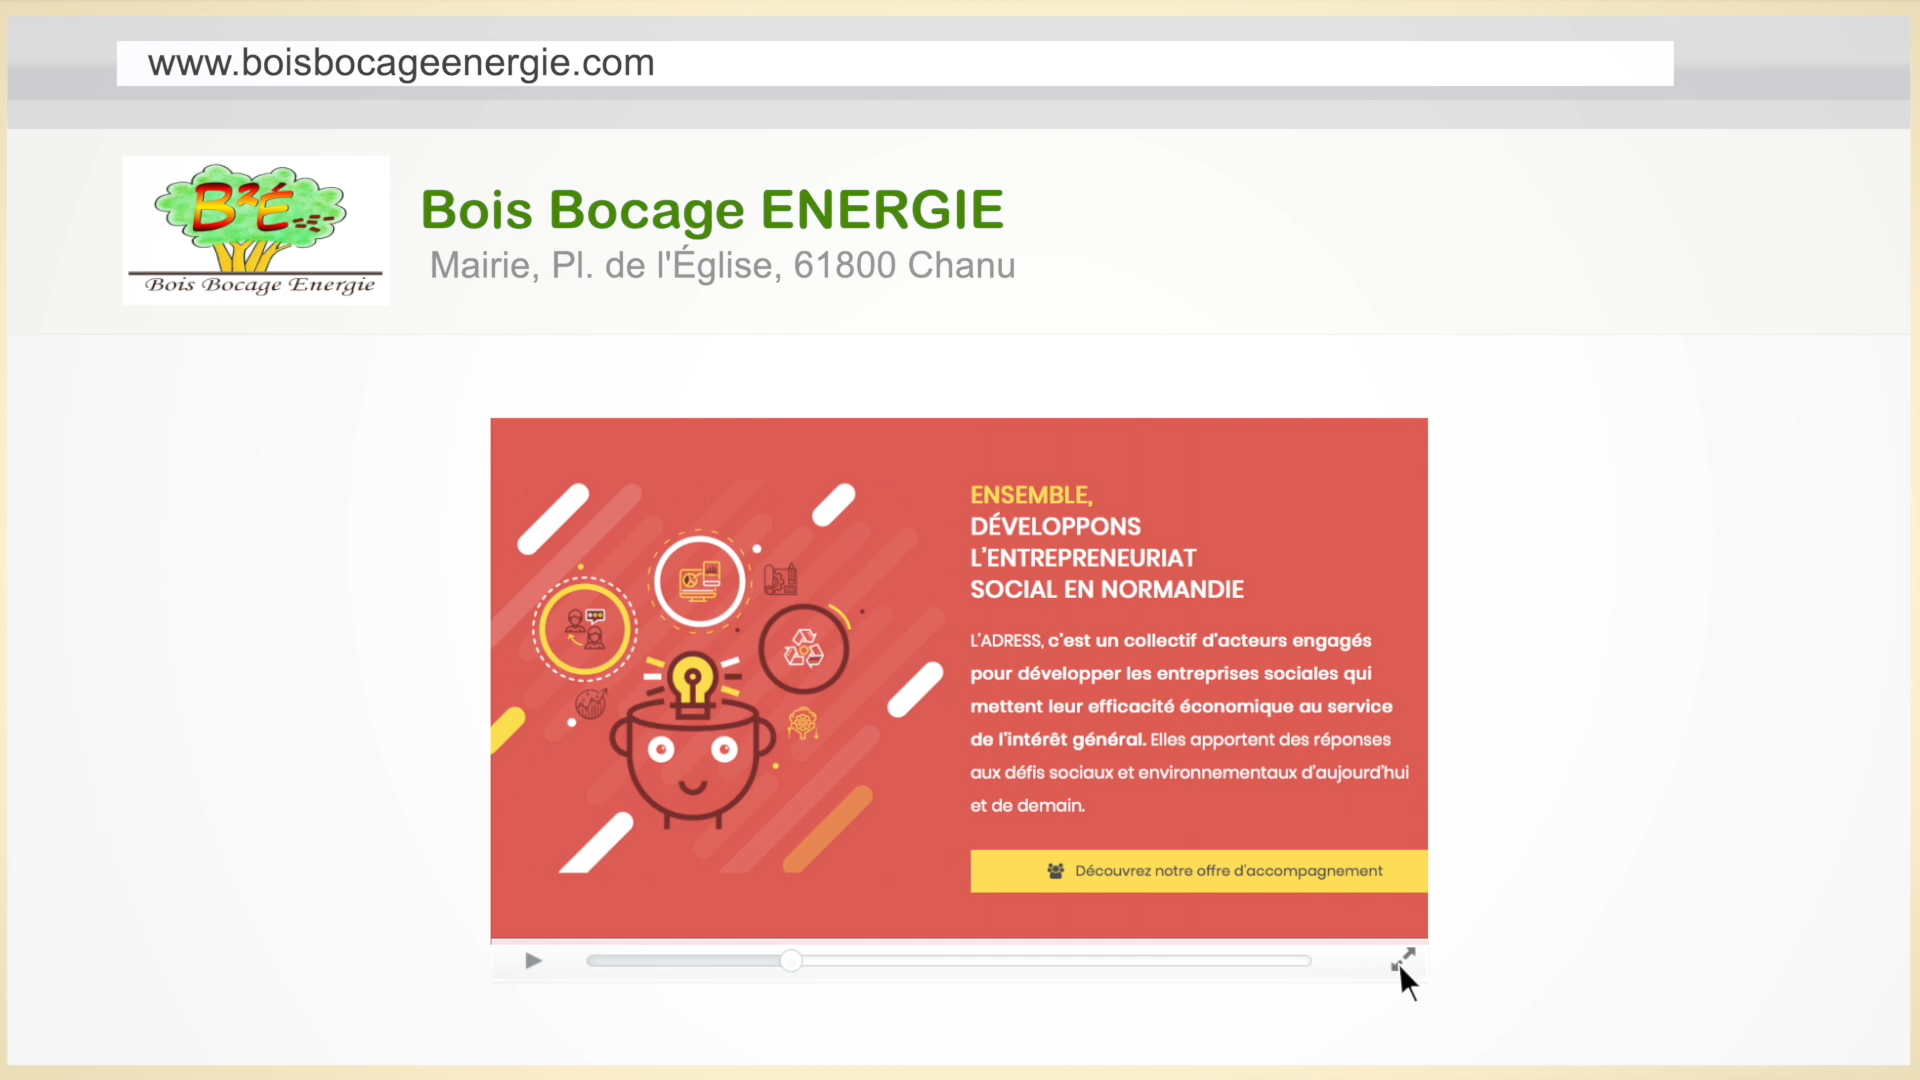 www.boisbocageenergie.com
B²É
Bois Bocage Energie
Bois Bocage ENERGIE
Mairie, Pl. de l'Église, 61800 Chanu
ENSEMBLE,
DÉVELOPPONS
L'ENTREPRENEURIAT
SOCIAL EN NORMANDIE
L'ADRESS, c'est un collectif d'acteurs engagés
pour développer les entreprises sociales qui
mettent leur efficacité économique au service
de l'intérêt général. Elles apportent des réponses
aux défis sociaux et environnementaux d'aujourd'hui
et de demain.
Découvrez notre offre d'accompagnement